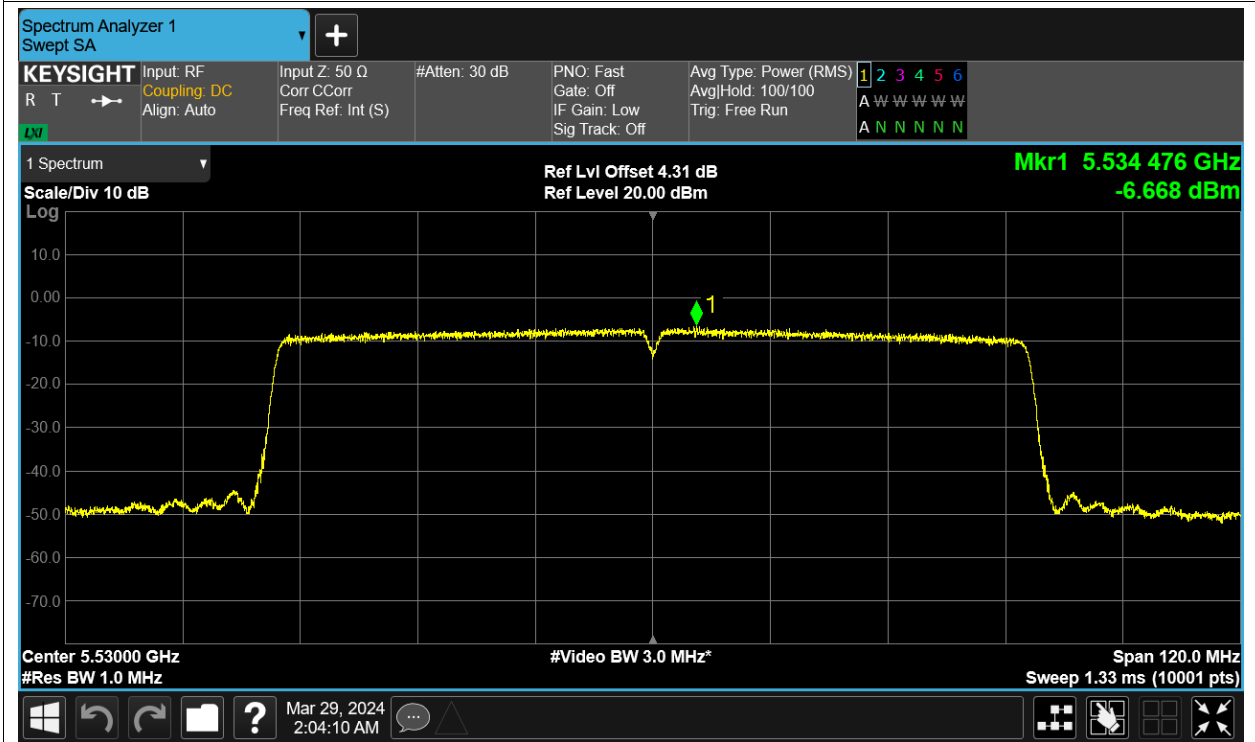 Spectrum Analyzer 1
Swept SA
KEYSIGHT
R T
LXI
Input: RF
Coupling: DC
Align: Auto
Input Z: 50 Ω
Corr CCorr
Freq Ref: Int (S)
#Atten: 30 dB
PNO: Fast
Gate: Off
IF Gain: Low
Sig Track: Off
Avg Type: Power (RMS)
Avg|Hold: 100/100
Trig: Free Run
1 2 3 4 5 6
A W W W W W
A N N N N N
1 Spectrum
Scale/Div 10 dB
Log
Ref Lvl Offset 4.31 dB
Ref Level 20.00 dBm
Mkr1 5.534 476 GHz
-6.668 dBm
10.0
0.00
-10.0
-20.0
-30.0
-40.0
-50.0
-60.0
-70.0
1
Center 5.53000 GHz
#Res BW 1.0 MHz
#Video BW 3.0 MHz*
Span 120.0 MHz
Sweep 1.33 ms (10001 pts)
?
Mar 29, 2024
2:04:10 AM